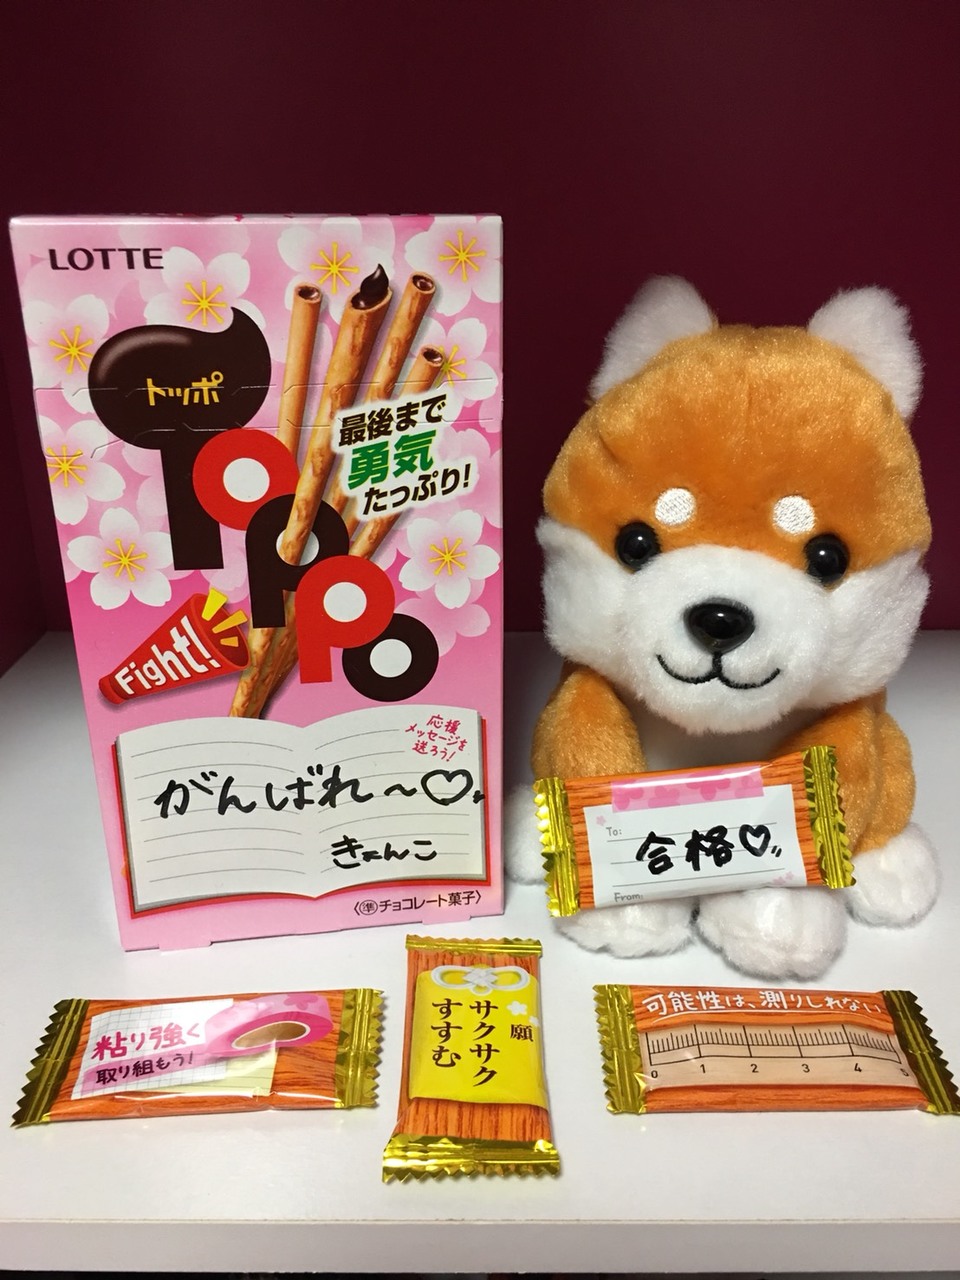 LOTTE
トッポ
TOPPO
最後まで
勇気
たっぷり!
Fight!
応援
メッセージを
送ろう!
がんばれ～♡
きなんこ
〈準チョコレート菓子〉
To:
合格♡
From:
粘り強く
取り組もう!
願
サクサク
すすむ
可能性は、測りしれない
0 1 2 3 4 5